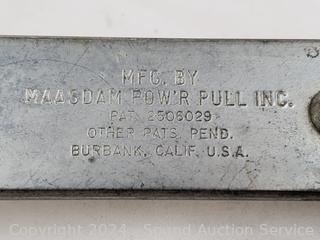 MFG. BY
MAASDAM POW'R PULL INC.
PAT. 2506029
OTHER PATS. PEND.
BURBANK, CALIF. U.S.A.
Copyright 2024 - Sound Auction Service